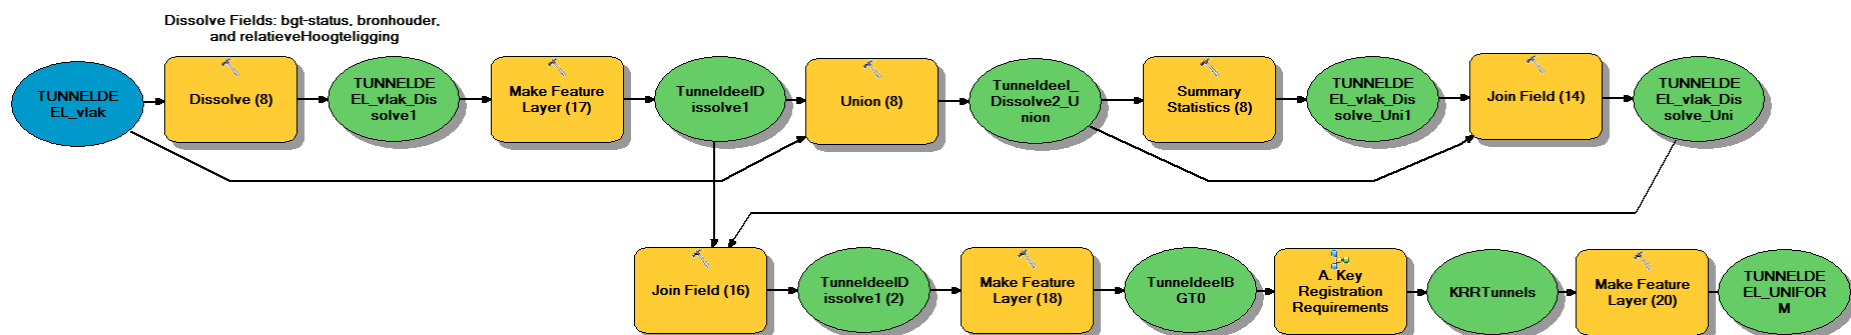 Dissolve Fields: bgt-status, bronhouder,
and relatieveHoogteligging
TUNNELDE
EL_vlak
Dissolve (8)
TUNNELDE
EL_vlak_Dis
solve1
Make Feature
Layer (17)
TunneldeelD
issolve1
Union (8)
Tunneldeel_
Dissolve2_U
nion
Summary
Statistics (8)
TUNNELDE
EL_vlak_Dis
solve_Uni1
Join Field (14)
TUNNELDE
EL_vlak_Dis
solve_Uni
Join Field (16)
TunneldeelD
issolve1 (2)
Make Feature
Layer (18)
TunneldeelB
GT0
A. Key
Registration
Requirements
KRRTunnels
Make Feature
Layer (20)
TUNNELDE
EL_UNIFOR
M